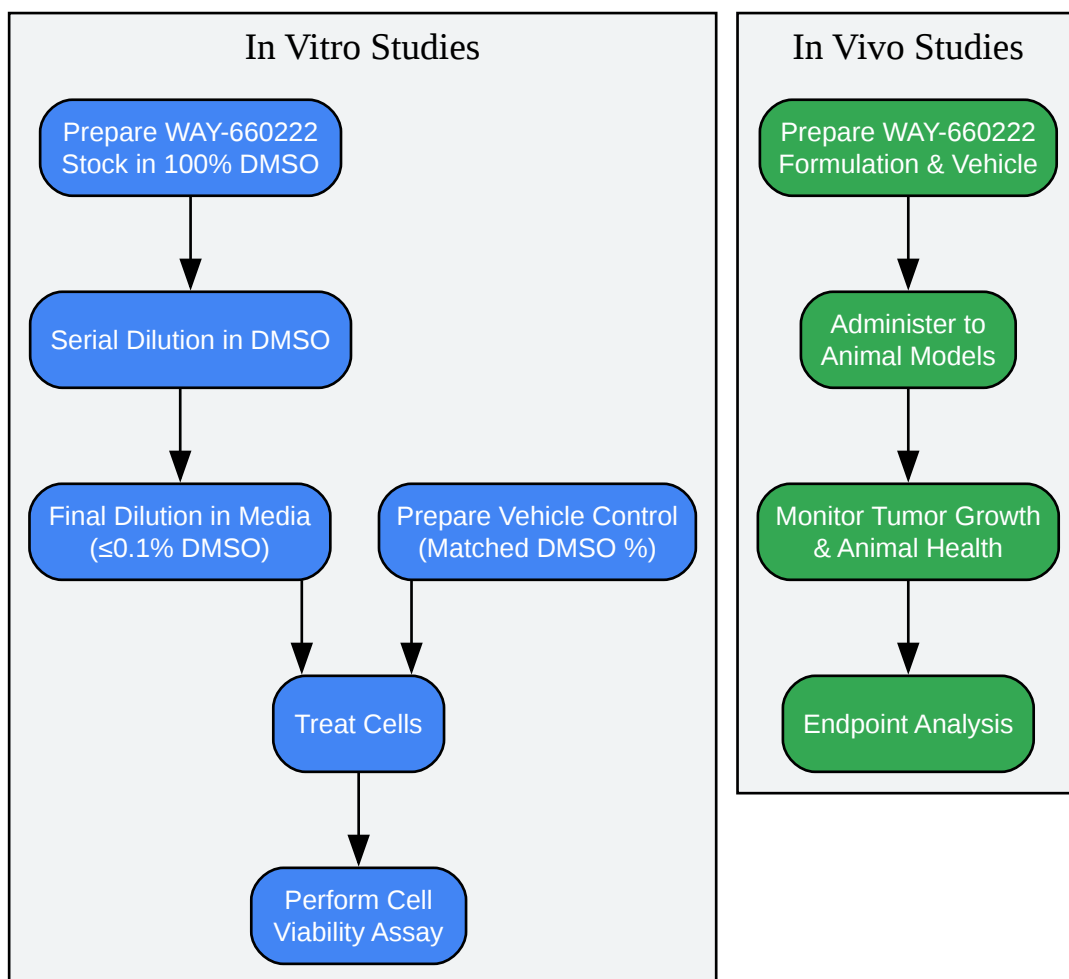 In Vitro Studies
Prepare WAY-660222
Stock in 100% DMSO
Serial Dilution in DMSO
Final Dilution in Media
(≤0.1% DMSO)
Prepare Vehicle Control
(Matched DMSO %)
Treat Cells
Perform Cell
Viability Assay
In Vivo Studies
Prepare WAY-660222
Formulation & Vehicle
Administer to
Animal Models
Monitor Tumor Growth
& Animal Health
Endpoint Analysis